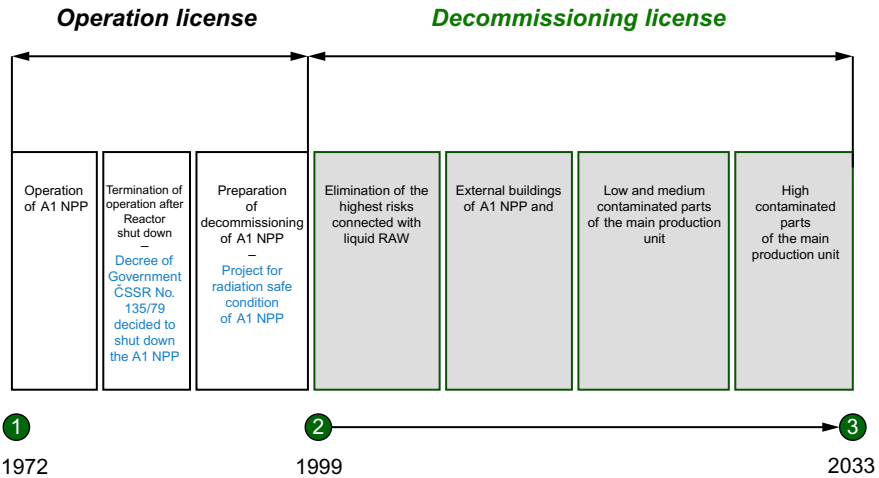 Operation license
Decommissioning license
Operation
of A1 NPP
Termination of
operation after
Reactor
shut down
–
Decree of
Government
ČSSR No.
135/79
decided to
shut down
the A1 NPP
Preparation
of
decommissioning
of A1 NPP
–
Project for
radiation safe
condition
of A1 NPP
Elimination of the
highest risks
connected with
liquid RAW
External buildings
of A1 NPP and
Low and medium
contaminated parts
of the main production
unit
High
contaminated
parts
of the main
production unit
1
2
3
1972
1999
2033